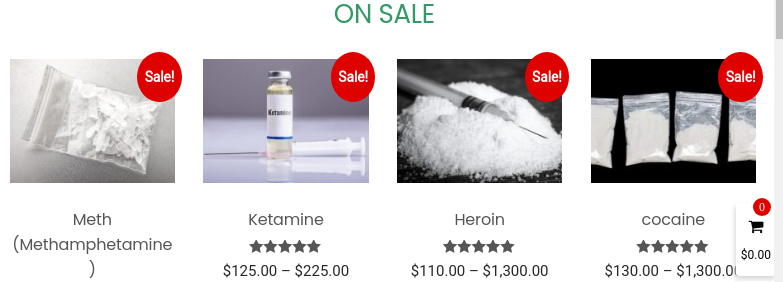 ON SALE
Sale!
Sale!
Sale!
Sale!
Ketamine
Meth
(Methamphetamine
)
Ketamine
$125.00 – $225.00
Heroin
$110.00 – $1,300.00
cocaine
$130.00 – $1,300.00
0
$0.00